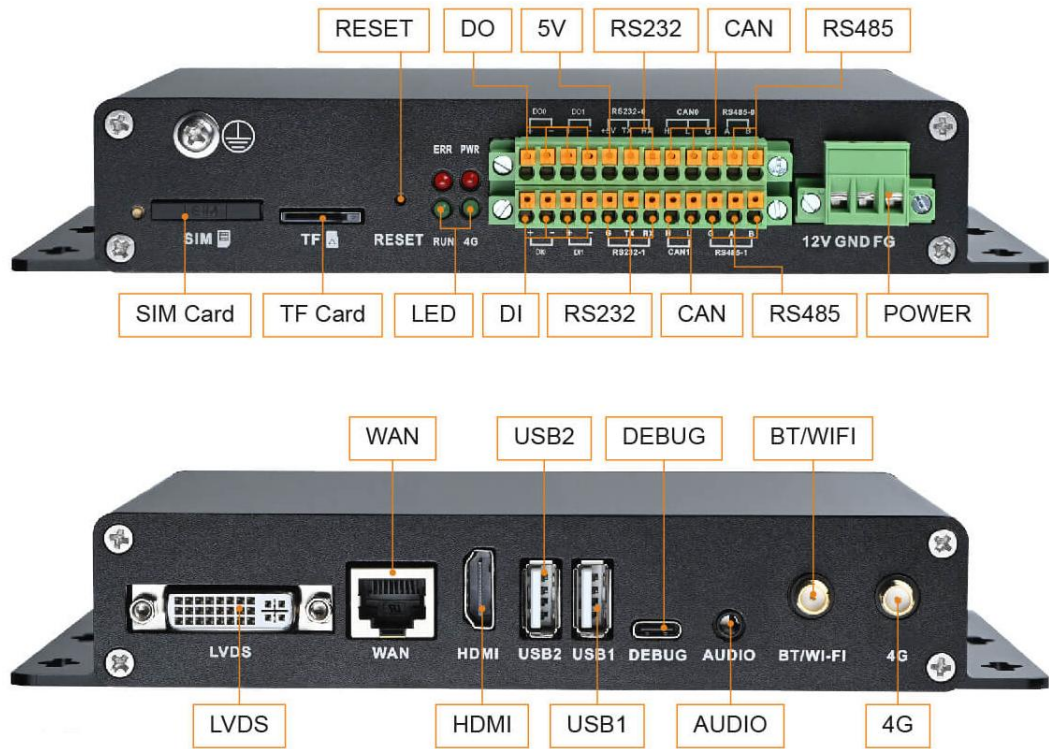 RESET DO 5V RS232 CAN RS485
DO0 DO1 RS232-0 CAN0 RS485-0
+ - + - +5V TX RX H L G A B
ERR PWR
SIM TF RESET RUN 4G
+ - + - G TX RX H L G A B
DI0 DI1 RS232-1 CAN1 RS485-1
12V GND FG
SIM Card TF Card LED DI RS232 CAN RS485 POWER
WAN USB2 DEBUG BT/WIFI
LVDS WAN HDMI USB2 USB1 DEBUG AUDIO BT/WI-FI 4G
LVDS HDMI USB1 AUDIO 4G